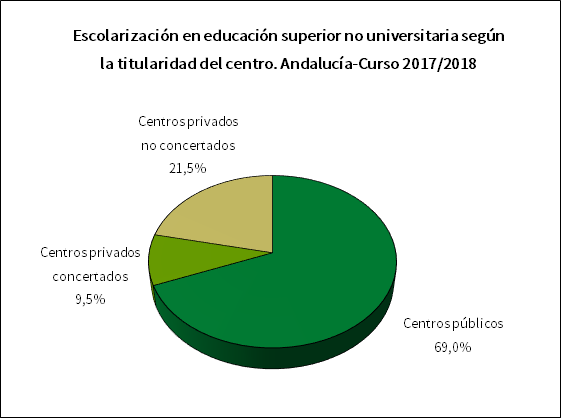 Escolarización en educación superior no universitaria según
la titularidad del centro. Andalucía-Curso 2017/2018
Centros privados
no concertados
21,5%
Centros privados
concertados
9,5%
Centros públicos
69,0%